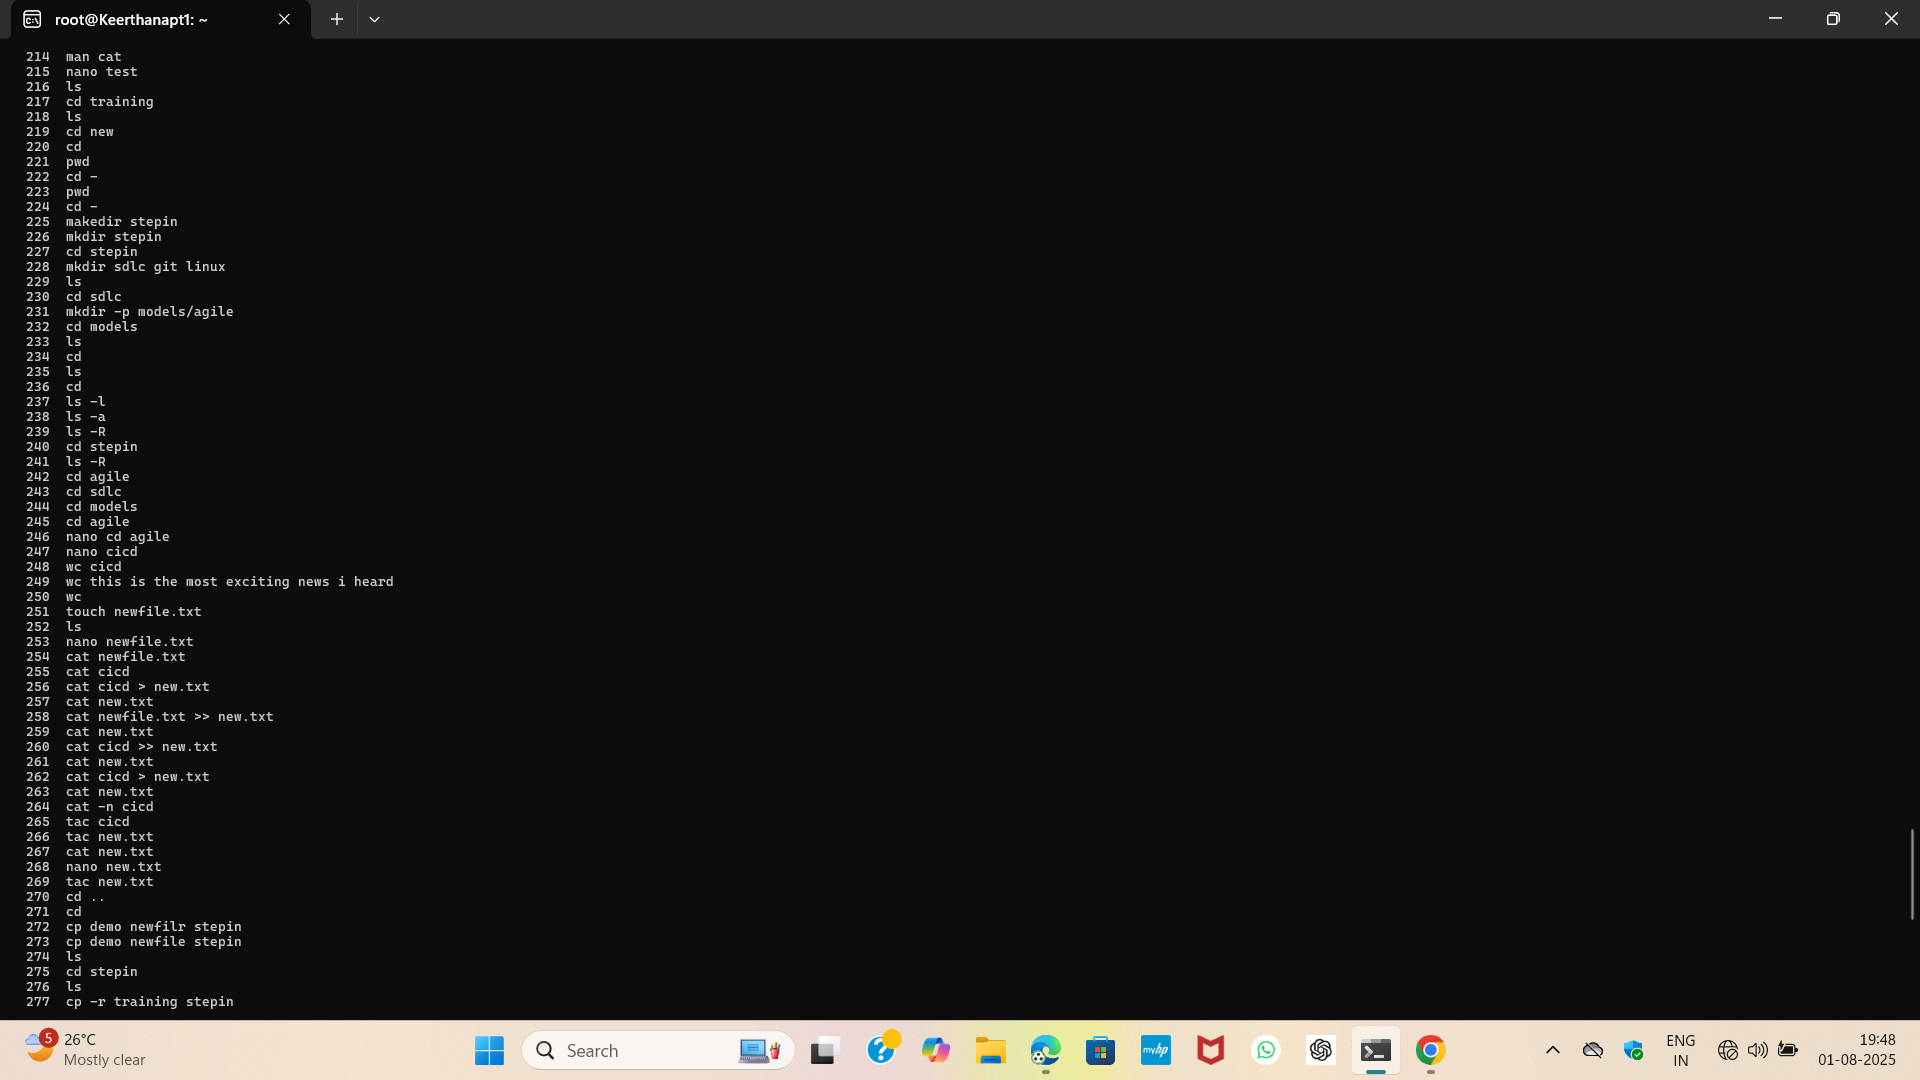 root@Keerthanapt1: ~
214 man cat
215 nano test
216 ls
217 cd training
218 ls
219 cd new
220 cd
221 pwd
222 cd -
223 pwd
224 cd -
225 makedir stepin
226 mkdir stepin
227 cd stepin
228 mkdir sdlc git linux
229 ls
230 cd sdlc
231 mkdir -p models/agile
232 cd models
233 ls
234 cd
235 ls
236 cd
237 ls -l
238 ls -a
239 ls -R
240 cd stepin
241 ls -R
242 cd agile
243 cd sdlc
244 cd models
245 cd agile
246 nano cd agile
247 nano cicd
248 wc cicd
249 wc this is the most exciting news i heard
250 wc
251 touch newfile.txt
252 ls
253 nano newfile.txt
254 cat newfile.txt
255 cat cicd
256 cat cicd > new.txt
257 cat new.txt
258 cat newfile.txt >> new.txt
259 cat new.txt
260 cat cicd >> new.txt
261 cat new.txt
262 cat cicd > new.txt
263 cat new.txt
264 cat -n cicd
265 tac cicd
266 tac new.txt
267 cat new.txt
268 nano new.txt
269 tac new.txt
270 cd ..
271 cd
272 cp demo newfilr stepin
273 cp demo newfile stepin
274 ls
275 cd stepin
276 ls
277 cp -r training stepin
5
26°C
Mostly clear
Search
myhp
ENG
IN
19:48
01-08-2025